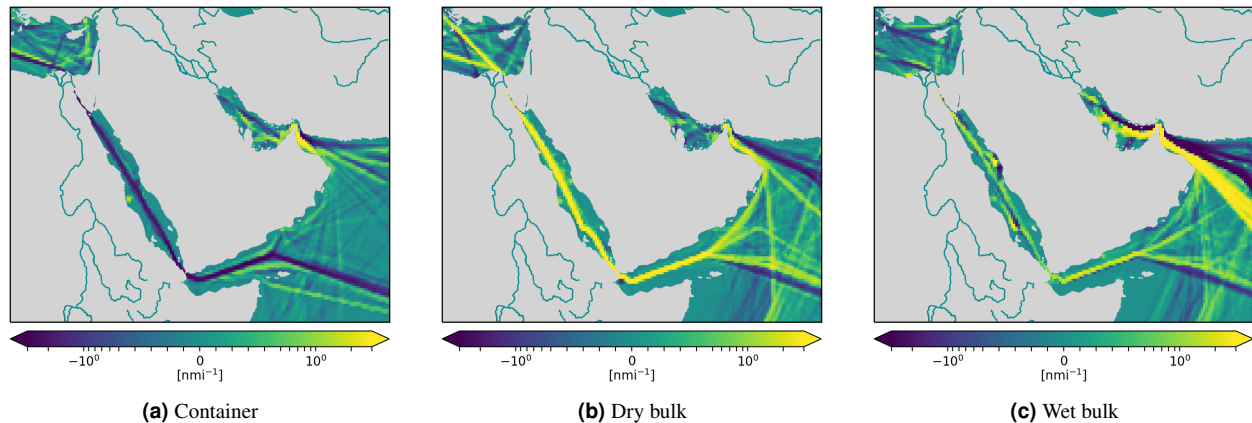 −10⁰ 0 10⁰
[nmi⁻¹]
(a) Container
−10⁰ 0 10⁰
[nmi⁻¹]
(b) Dry bulk
−10⁰ 0 10⁰
[nmi⁻¹]
(c) Wet bulk